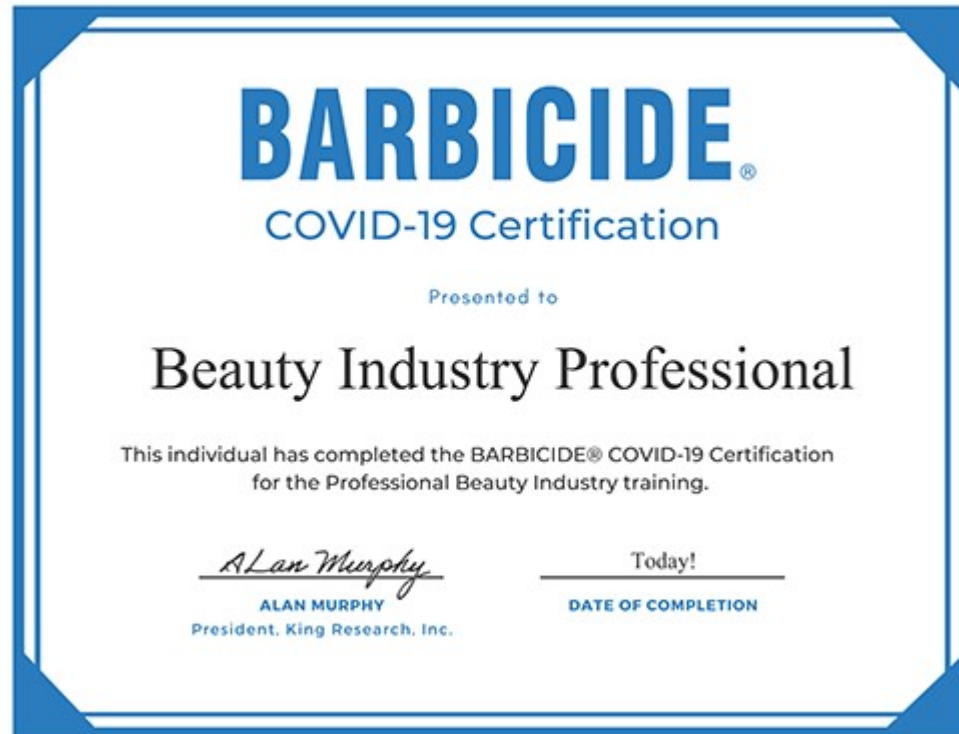 BARBICIDE®
COVID-19 Certification
Presented to
Beauty Industry Professional
This individual has completed the BARBICIDE® COVID-19 Certification
for the Professional Beauty Industry training.
ALan Murphy
Today!
ALAN MURPHY
DATE OF COMPLETION
President, King Research, Inc.